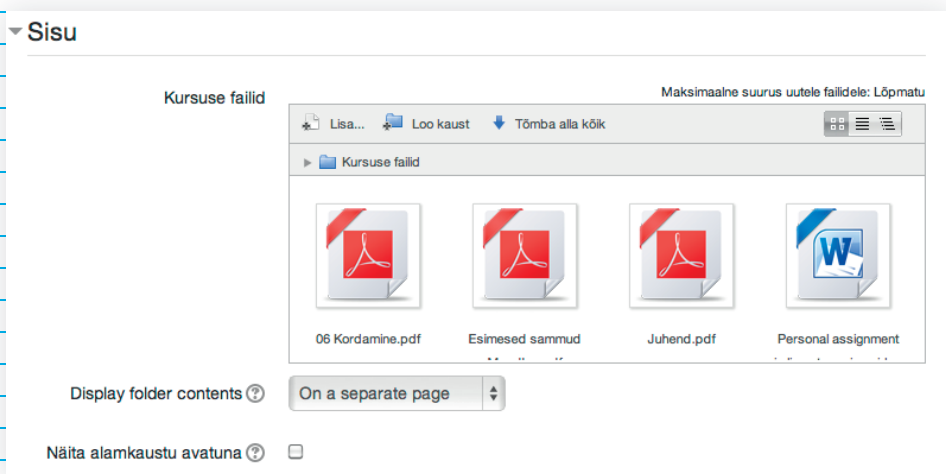 Sisu
Kursuse failid
Maksimaalne suurus uutele failidele: Lõpmatu
Lisa... Loo kaust Tõmba alla kõik
Kursuse failid
06 Kordamine.pdf Esimesed sammud Juhend.pdf Personal assignment
Display folder contents On a separate page
Näita alamkaustu avatuna